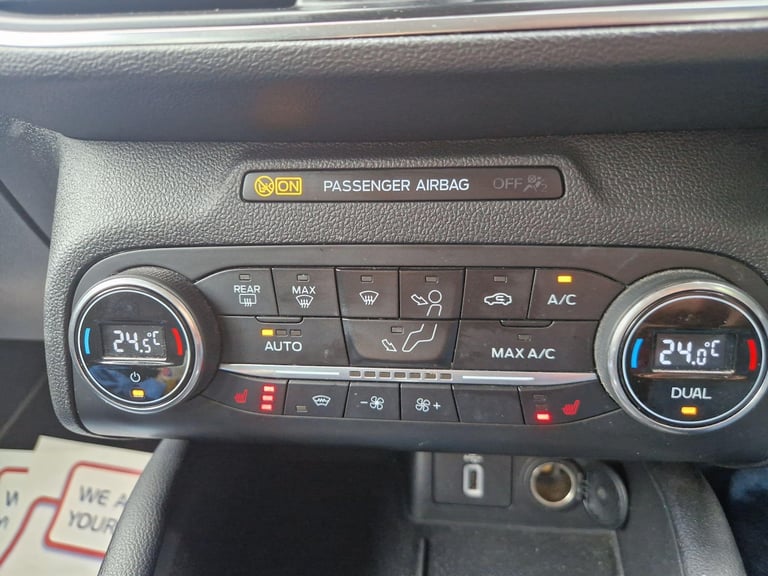 ON PASSENGER AIRBAG OFF
REAR MAX A/C
24.5°C 24.0°C
AUTO MAX A/C
DUAL
- +
WE A
YOUR
W